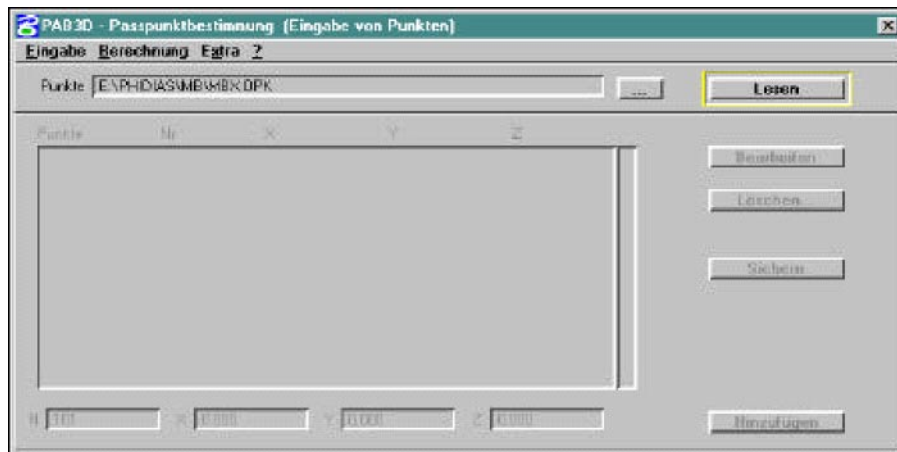 PAB3D - Passpunktbestimmung (Eingabe von Punkten)
Eingabe Berechnung Extra ?
Punkte E:\PHIDIAS\MB\MBX.OPK ... Lesen
Punkte Nr X Y Z
Bearbeiten
Löschen...
Sichern
N 101 X 0.000 Y 0.000 Z 0.000 Hinzufügen